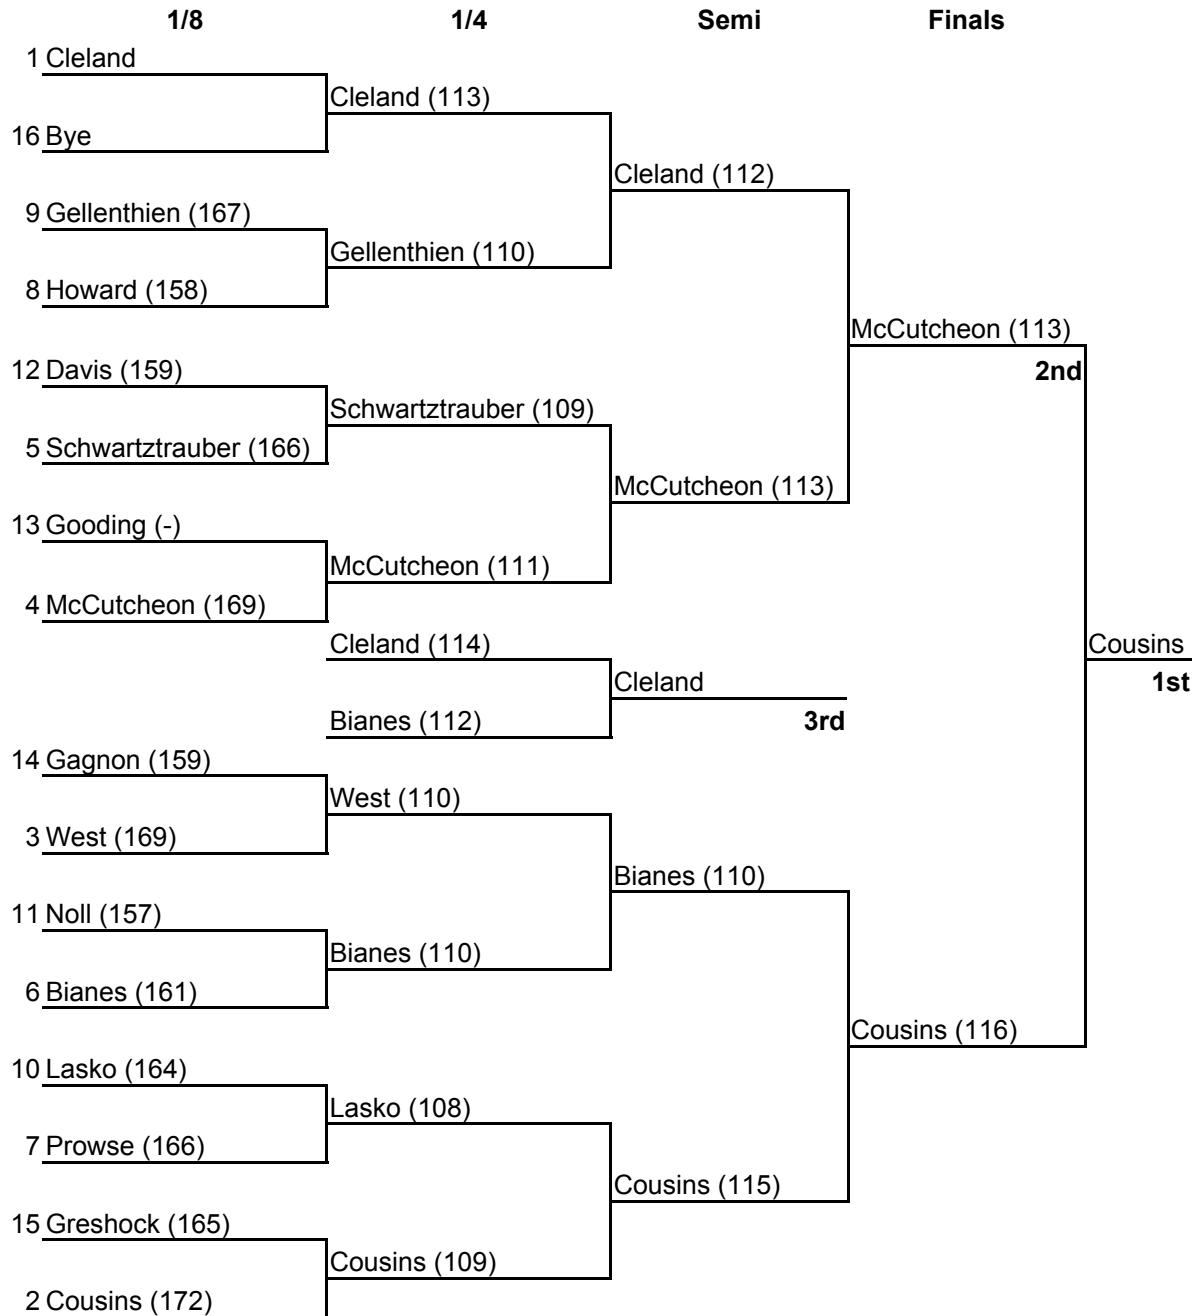 1/8 1/4 Semi Finals
1 Cleland
Cleland (113)
16 Bye
Cleland (112)
9 Gellenthien (167)
Gellenthien (110)
8 Howard (158)
McCutcheon (113)
12 Davis (159)
2nd
Schwartztrauber (109)
5 Schwartztrauber (166)
McCutcheon (113)
13 Gooding (-)
McCutcheon (111)
4 McCutcheon (169)
Cleland (114)
Cousins
Cleland
1st
Bianes (112)
3rd
14 Gagnon (159)
West (110)
3 West (169)
Bianes (110)
11 Noll (157)
Bianes (110)
6 Bianes (161)
Cousins (116)
10 Lasko (164)
Lasko (108)
7 Prowse (166)
Cousins (115)
15 Greshock (165)
Cousins (109)
2 Cousins (172)